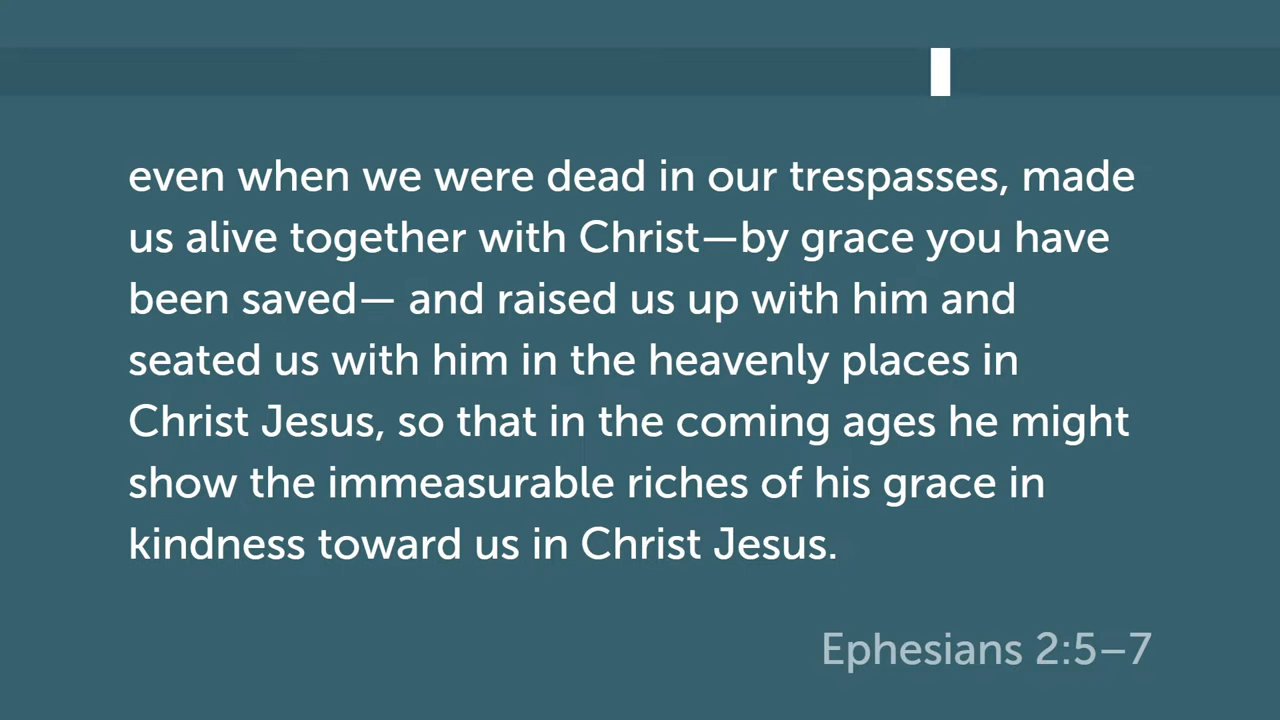 even when we were dead in our trespasses, made
us alive together with Christ—by grace you have
been saved— and raised us up with him and
seated us with him in the heavenly places in
Christ Jesus, so that in the coming ages he might
show the immeasurable riches of his grace in
kindness toward us in Christ Jesus.
Ephesians 2:5–7